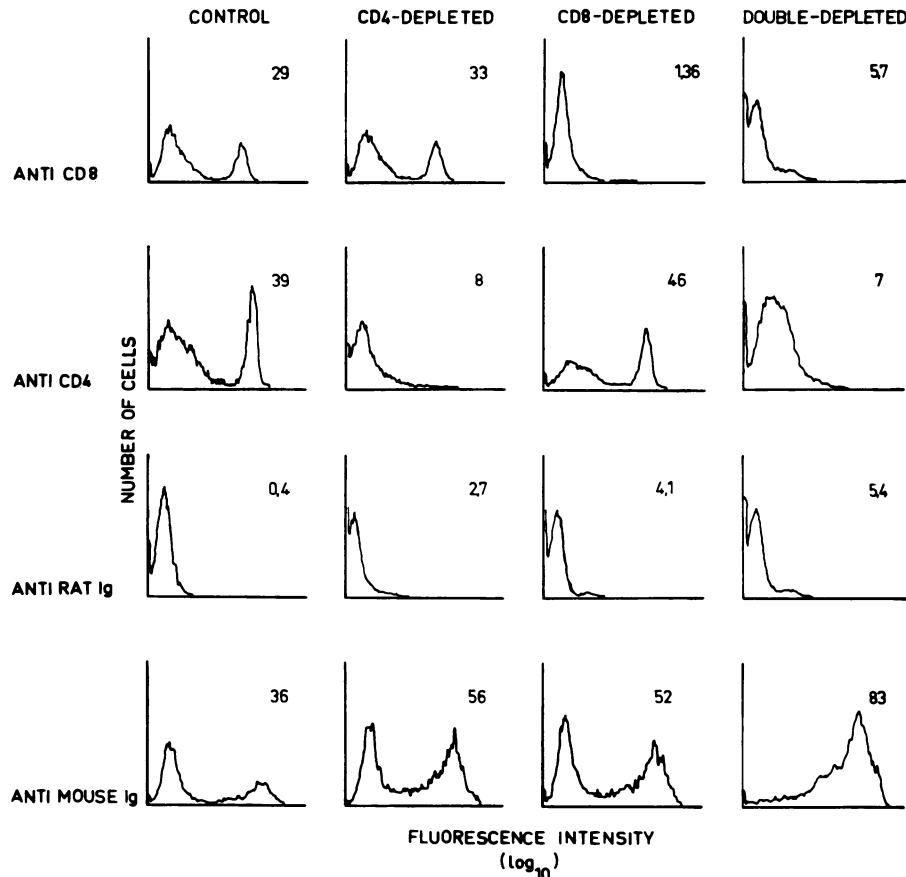 CONTROL CD4-DEPLETED CD8-DEPLETED DOUBLE-DEPLETED
29 33 1,36 5,7
ANTI CD8
39 8 46 7
ANTI CD4
NUMBER OF CELLS
0,4 2,7 4,1 5,4
ANTI RAT Ig
36 56 52 83
ANTI MOUSE Ig
FLUORESCENCE INTENSITY
(log10)